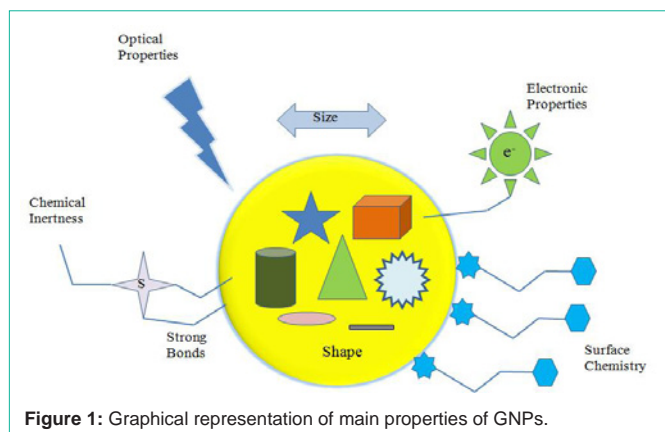 Optical
Properties
Electronic
Properties
Size
e-
Chemical
Inertness
S
Strong
Bonds
Shape
Surface
Chemistry
Figure 1: Graphical representation of main properties of GNPs.